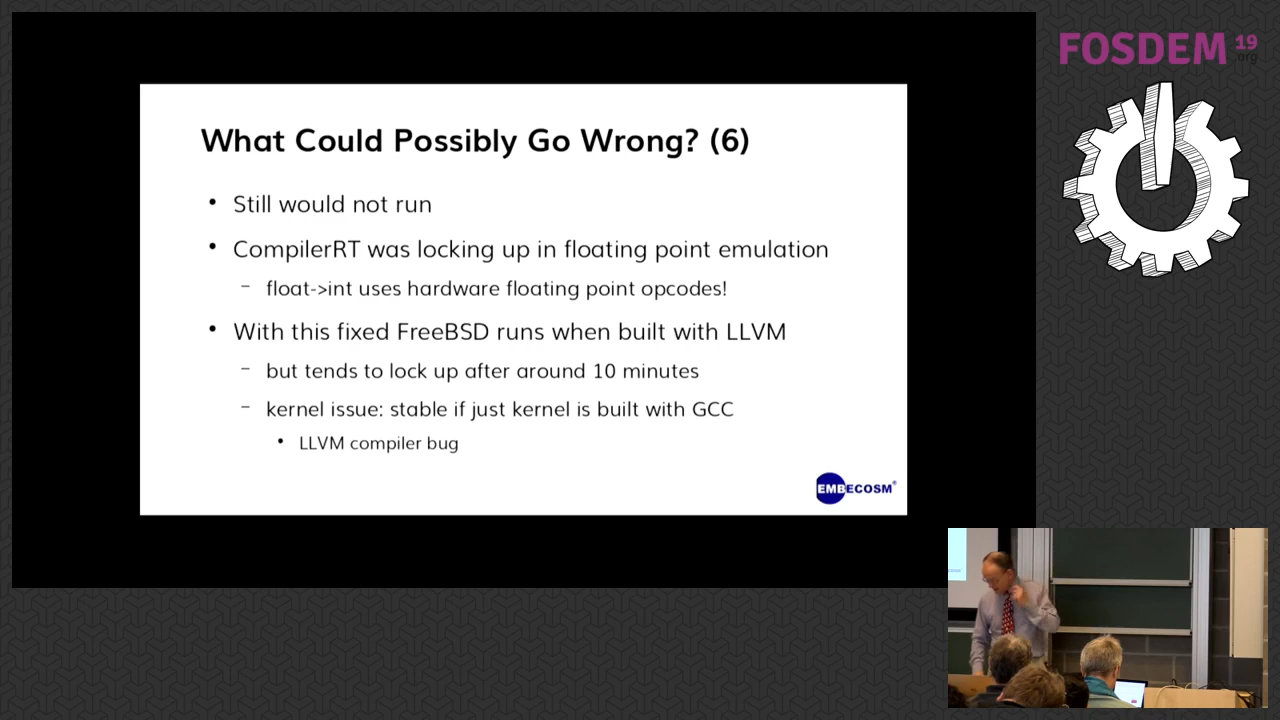 FOSDEM 19
.org
What Could Possibly Go Wrong? (6)
• Still would not run
• CompilerRT was locking up in floating point emulation
– float->int uses hardware floating point opcodes!
• With this fixed FreeBSD runs when built with LLVM
– but tends to lock up after around 10 minutes
– kernel issue: stable if just kernel is built with GCC
• LLVM compiler bug
EMBECOSM®